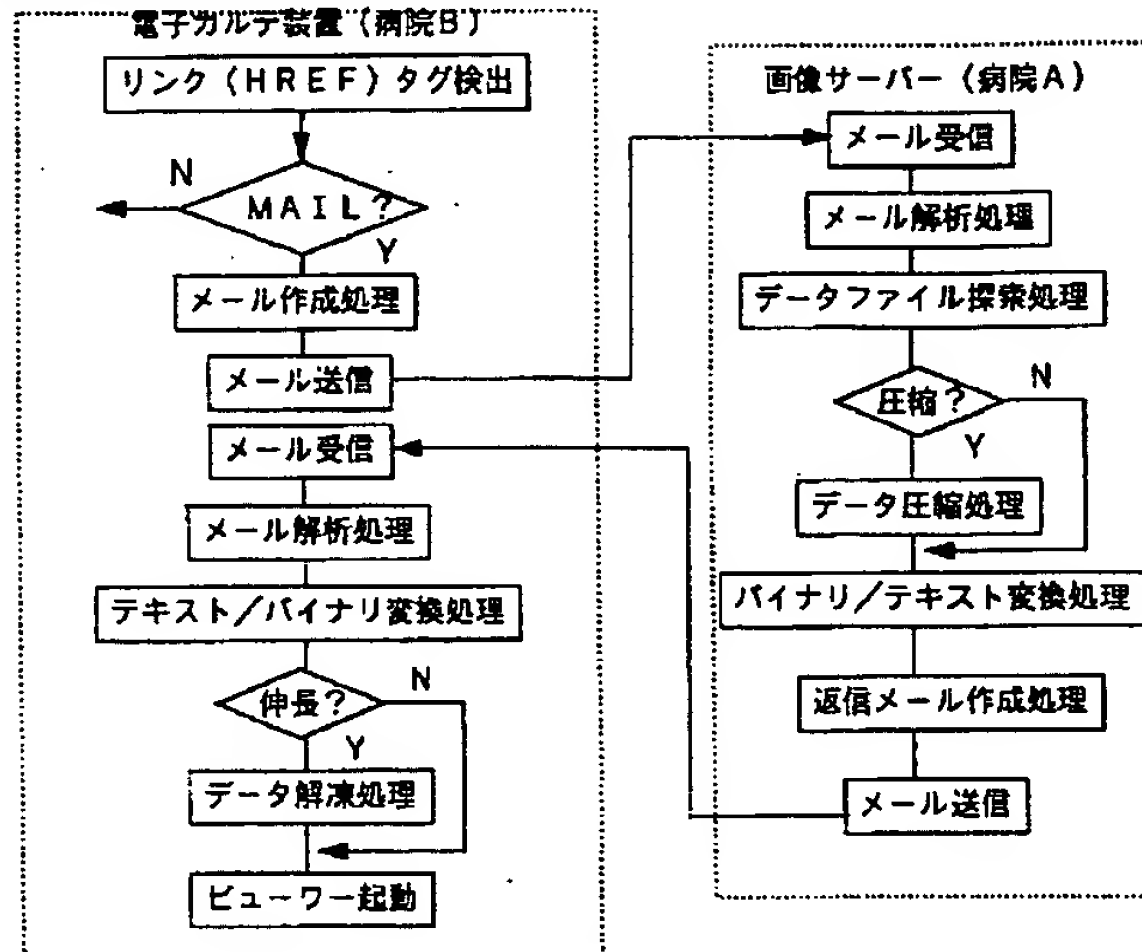 電子カルテ装置（病院B）
リンク（HREF）タグ検出
N
MAIL？
Y
メール作成処理
メール送信
メール受信
メール解析処理
テキスト／バイナリ変換処理
伸長？
N
Y
データ解凍処理
ビューワー起動
画像サーバー（病院A）
メール受信
メール解析処理
データファイル探索処理
圧縮？
N
Y
データ圧縮処理
バイナリ／テキスト変換処理
返信メール作成処理
メール送信